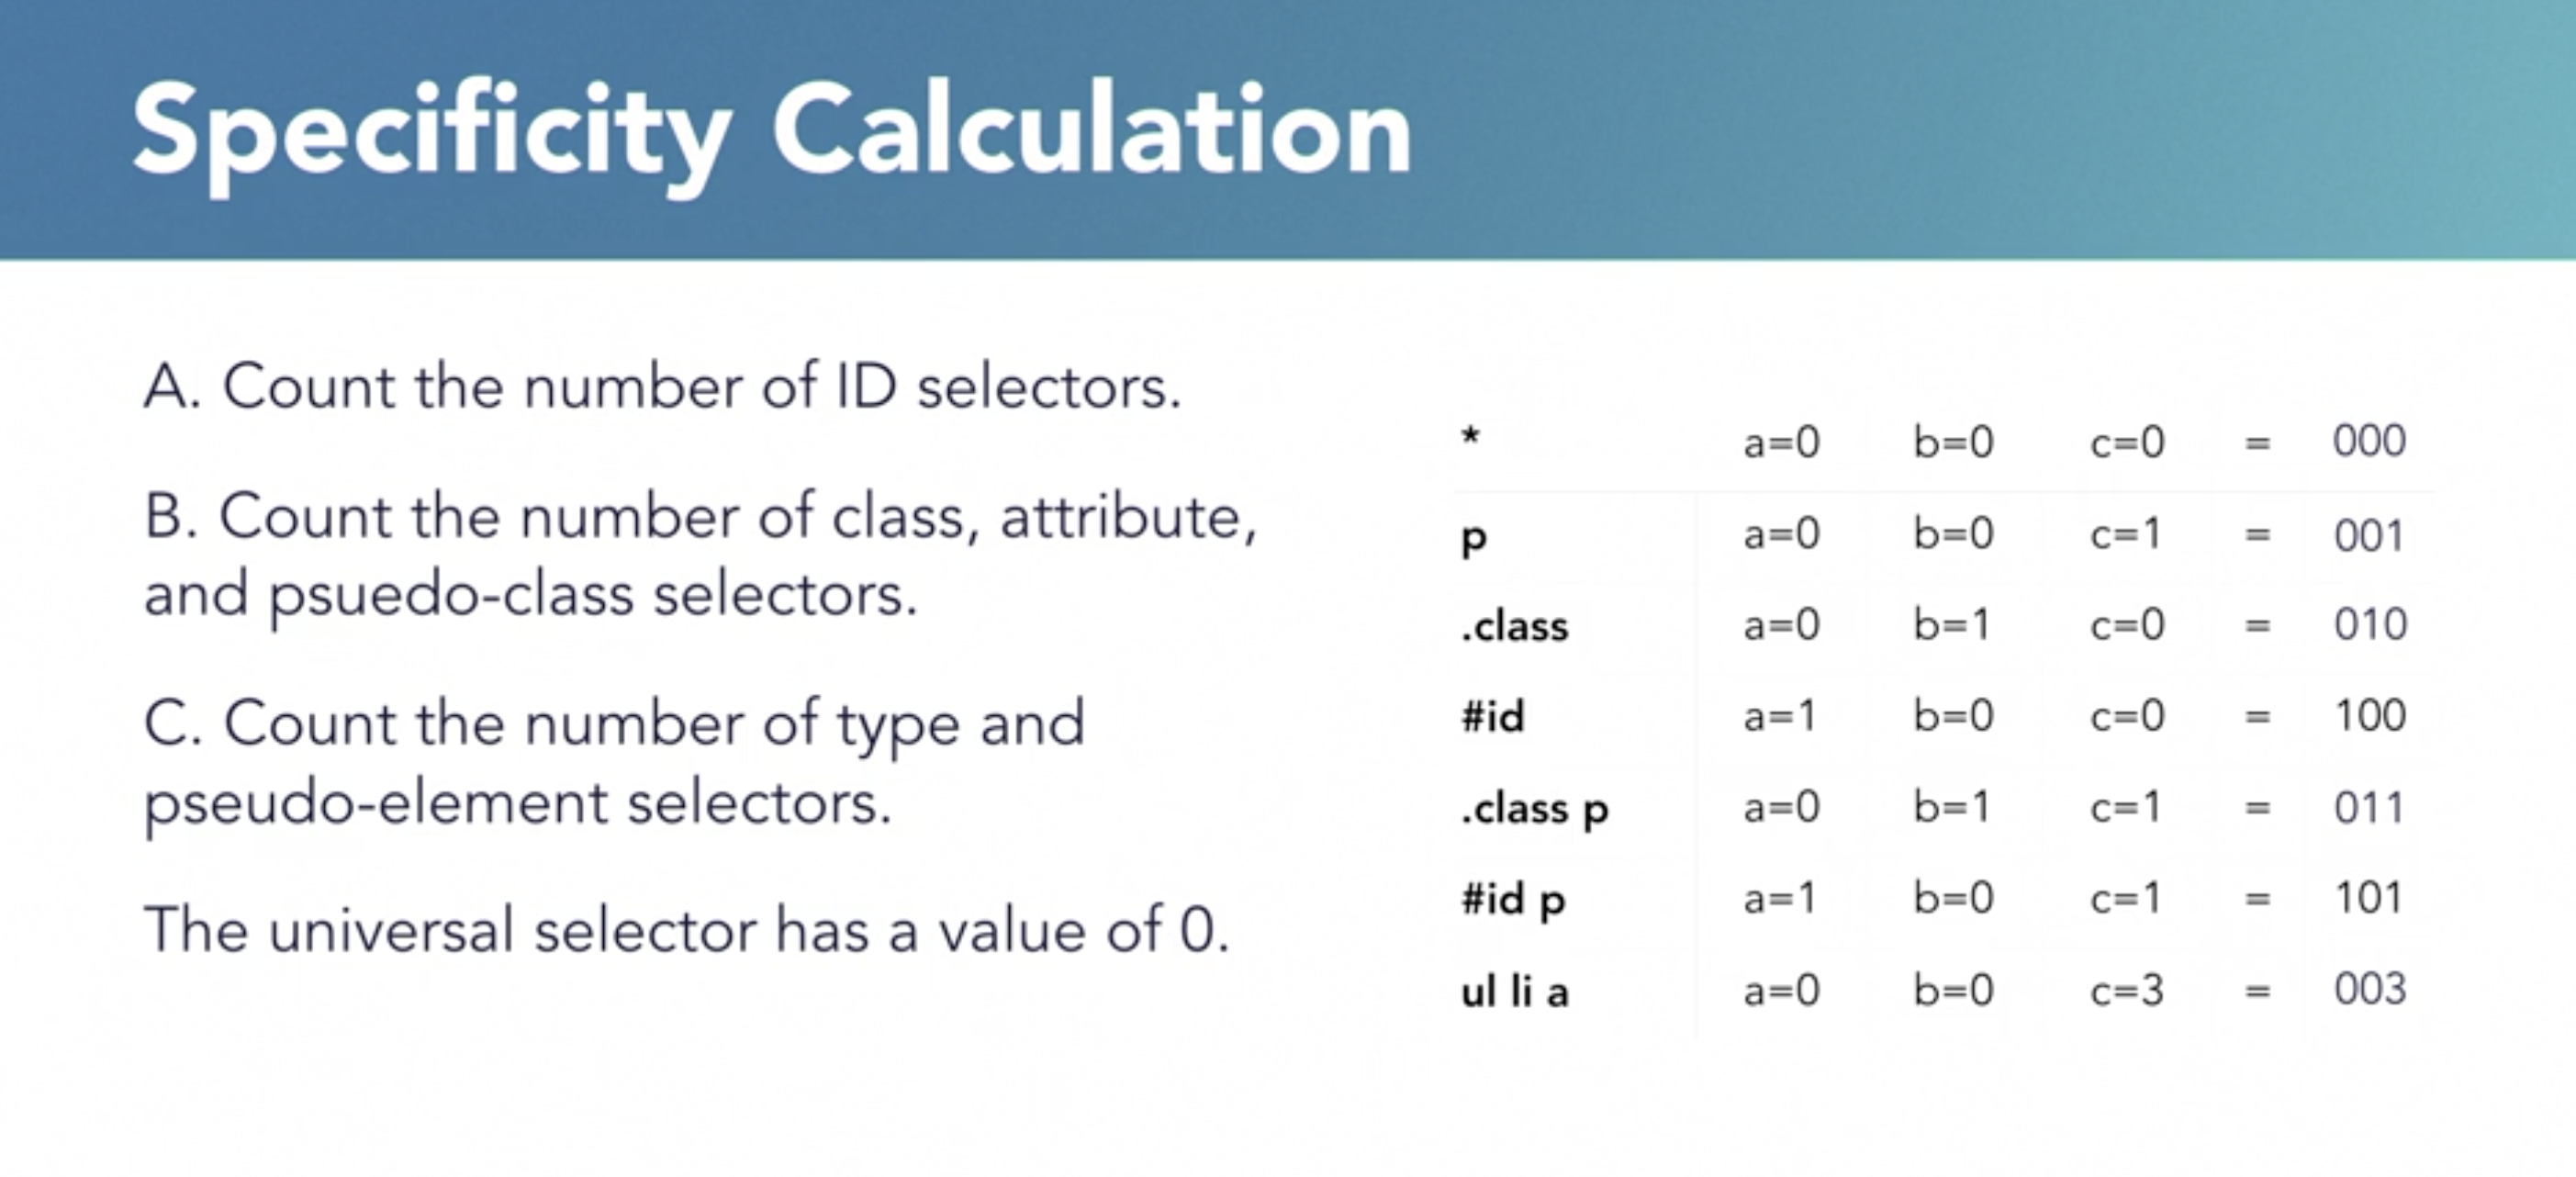 Specificity Calculation
A. Count the number of ID selectors.
B. Count the number of class, attribute,
and psuedo-class selectors.
C. Count the number of type and
pseudo-element selectors.
The universal selector has a value of 0.
* a=0 b=0 c=0 = 000
p a=0 b=0 c=1 = 001
.class a=0 b=1 c=0 = 010
#id a=1 b=0 c=0 = 100
.class p a=0 b=1 c=1 = 011
#id p a=1 b=0 c=1 = 101
ul li a a=0 b=0 c=3 = 003